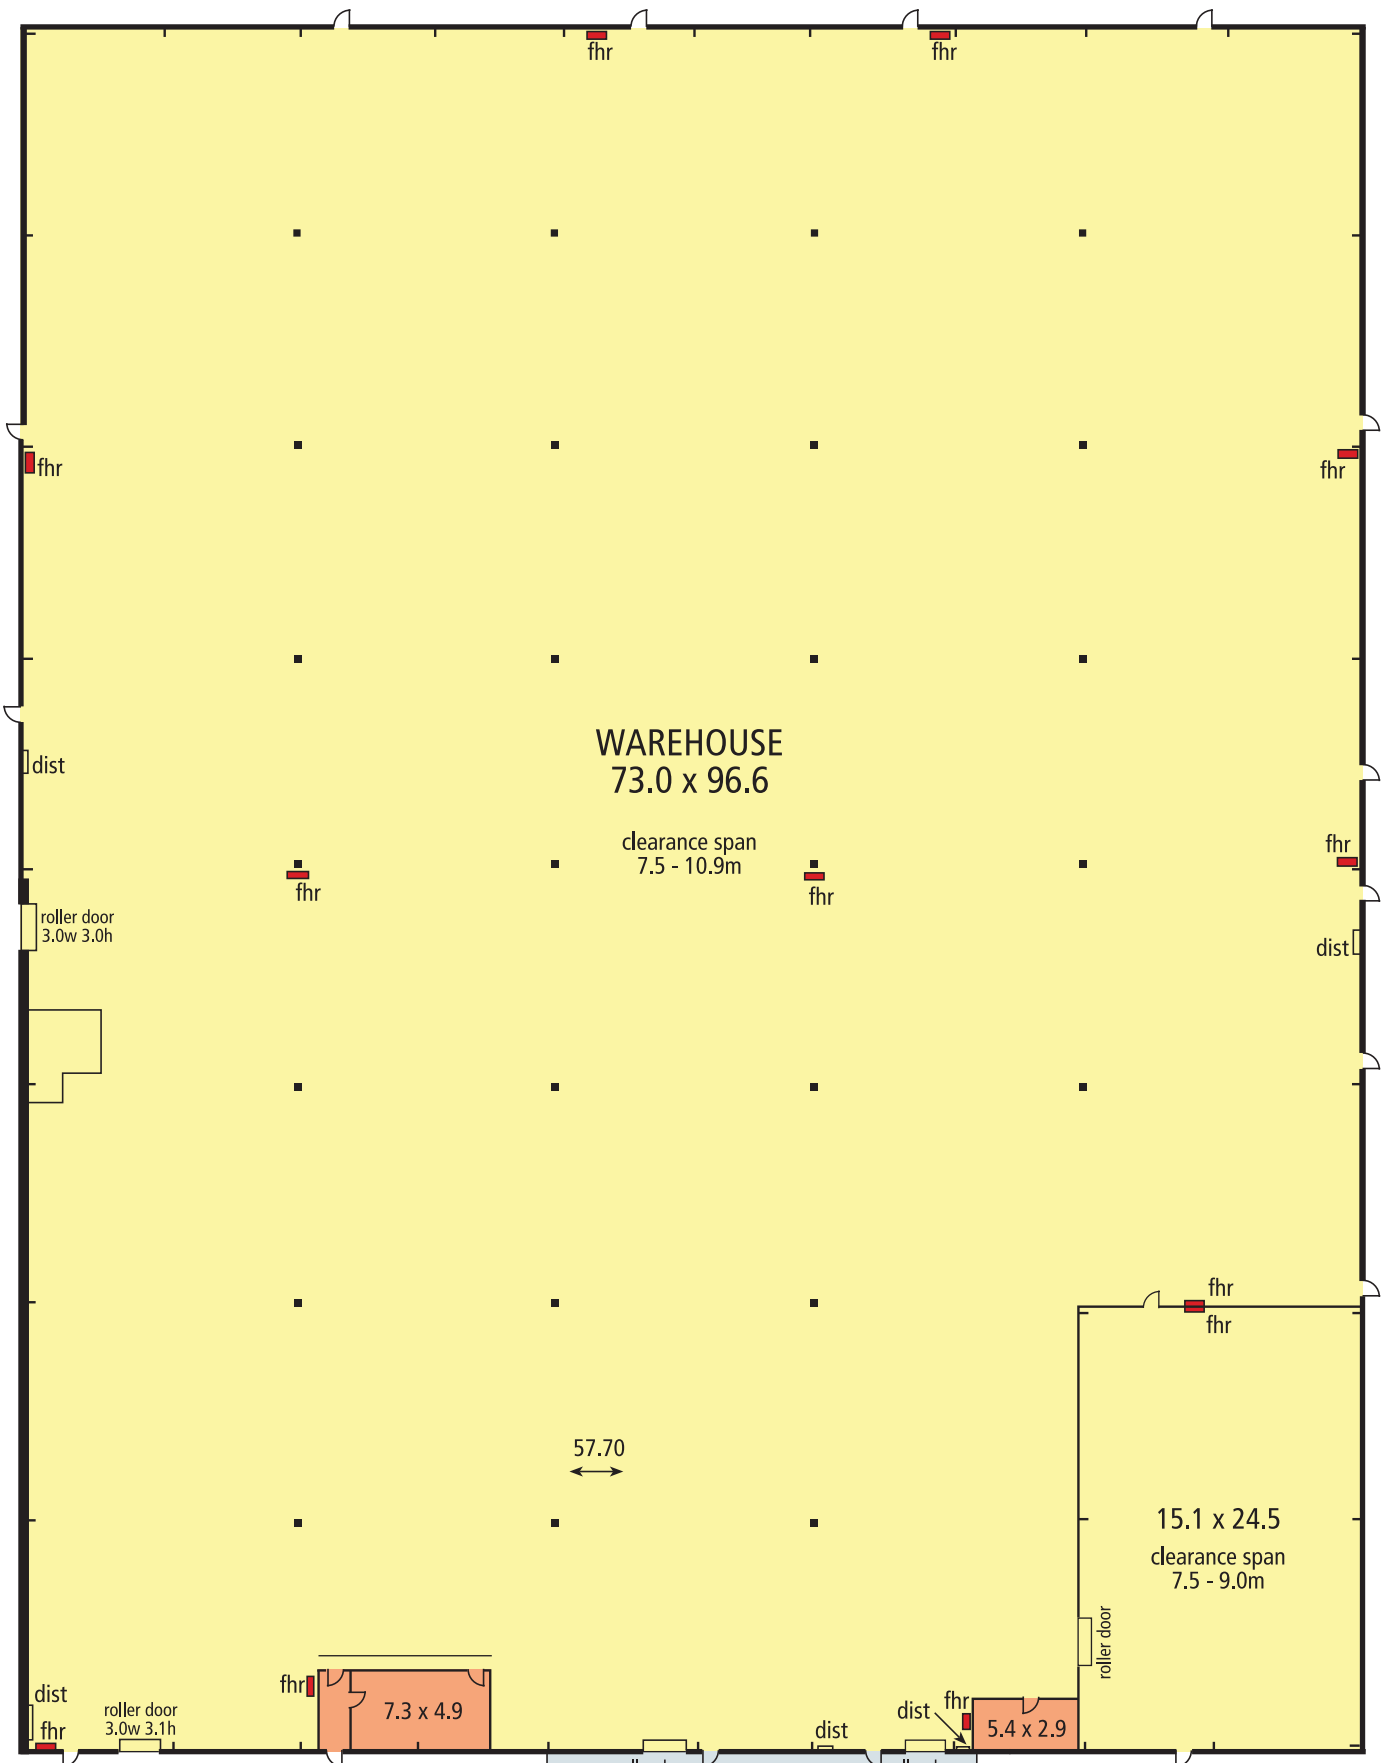 fhr
fhr
fhr
fhr
WAREHOUSE
73.0 x 96.6
dist
clearance span
7.5 - 10.9m
fhr
fhr
fhr
roller door
3.0w 3.0h
dist
fhr
fhr
57.70
15.1 x 24.5
clearance span
7.5 - 9.0m
roller door
fhr
dist
fhr
roller door
3.0w 3.1h
7.3 x 4.9
dist
dist
fhr
5.4 x 2.9